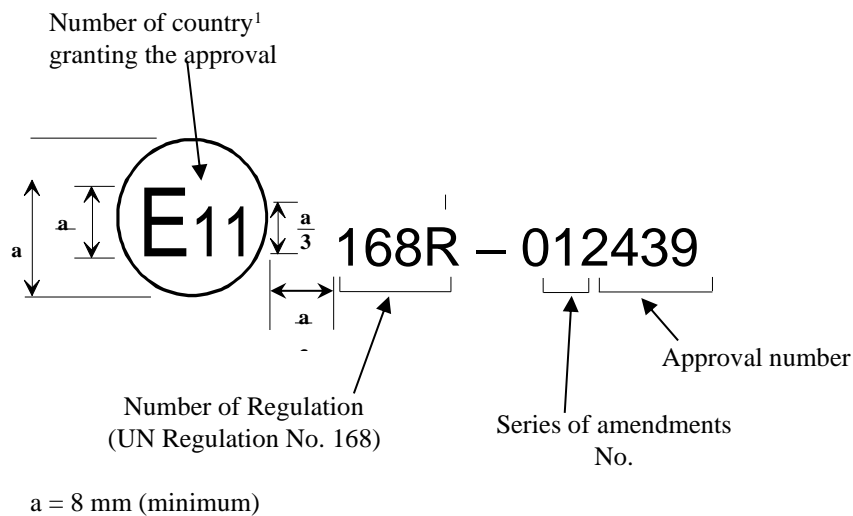 Number of country¹
granting the approval
E11
a
a
a
3
168R – 012439
a
Approval number
Number of Regulation
(UN Regulation No. 168)
Series of amendments
No.
a = 8 mm (minimum)